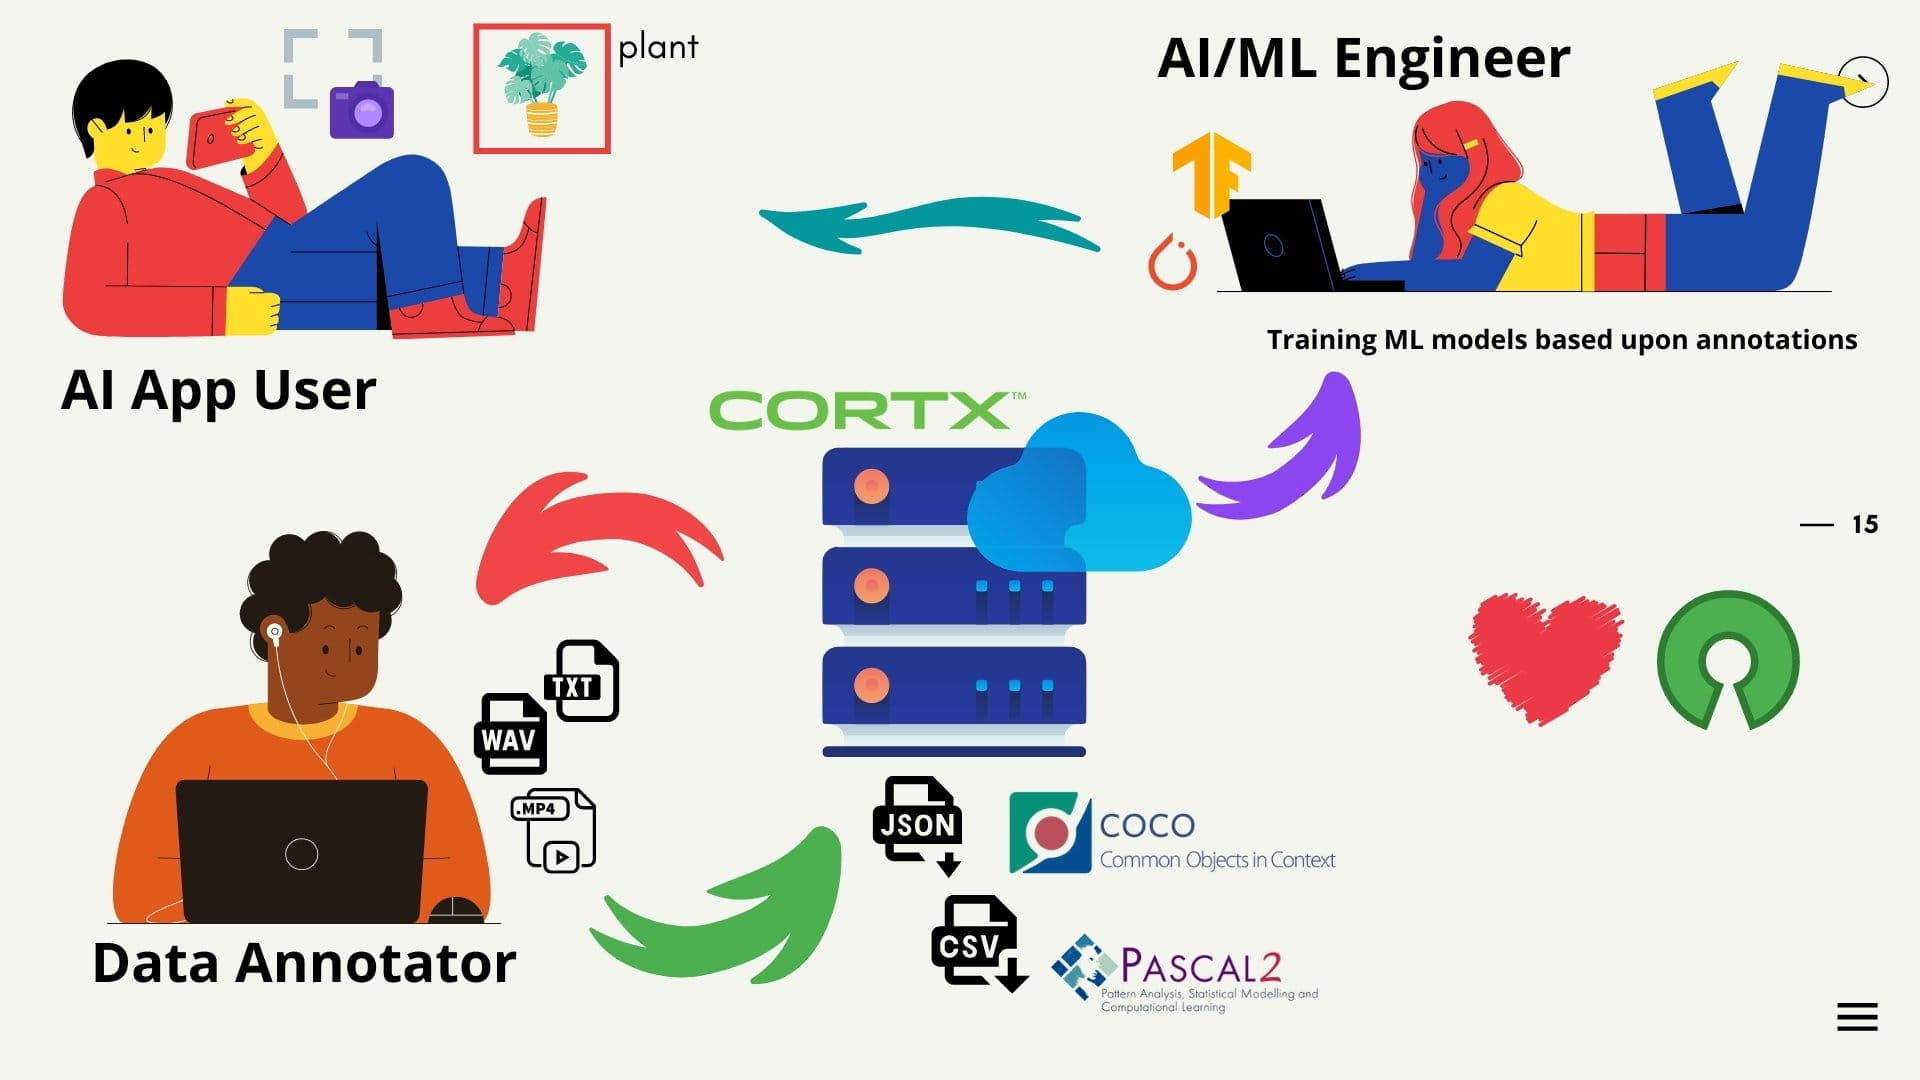 plant
AI/ML Engineer
Training ML models based upon annotations
AI App User
CORTX™
15
TXT
WAV
.MP4
Data Annotator
JSON
COCO
Common Objects in Context
CSV
PASCAL2
Pattern Analysis, Statistical Modelling and
Computational Learning